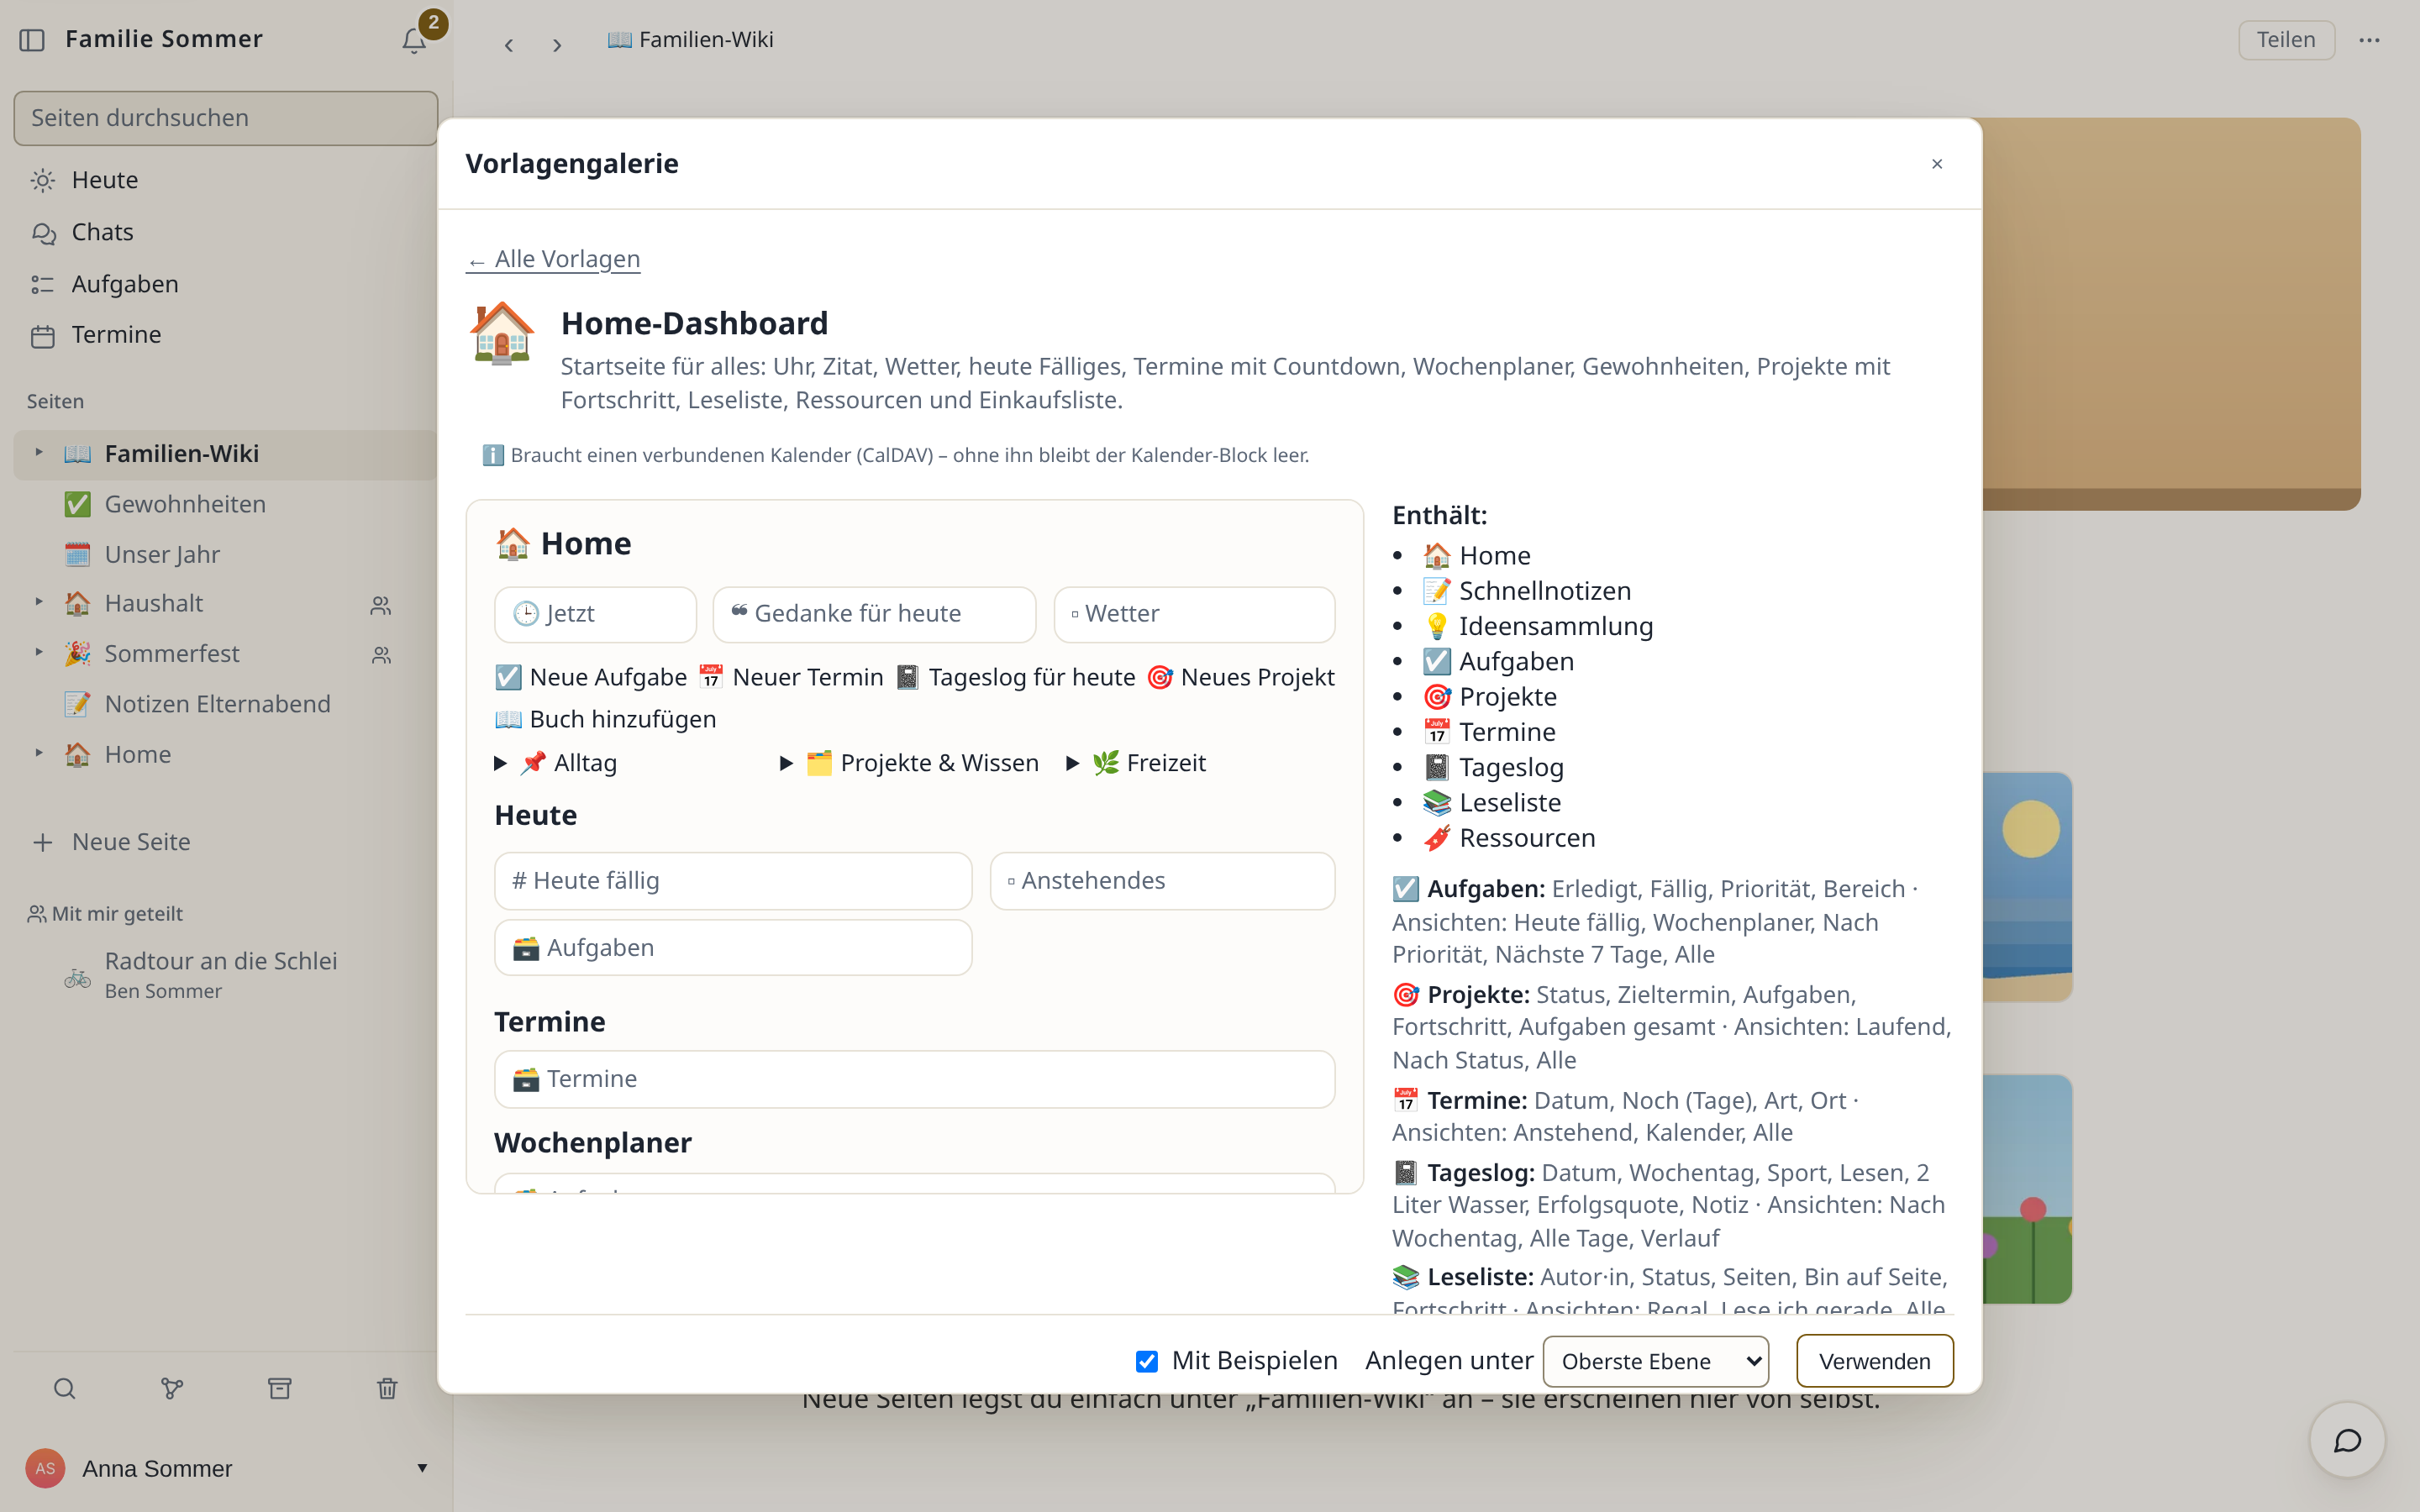 Familie Sommer
2
Seiten durchsuchen
Heute
Chats
Aufgaben
Termine
Seiten
📖 Familien-Wiki
✅ Gewohnheiten
🗓️ Unser Jahr
🏠 Haushalt
🎉 Sommerfest
📝 Notizen Elternabend
🏠 Home
+ Neue Seite
Mit mir geteilt
🚲 Radtour an die Schlei
Ben Sommer
AS Anna Sommer ▼
‹ › 📖 Familien-Wiki
Teilen ···
Vorlagengalerie
×
← Alle Vorlagen
🏠 Home-Dashboard
Startseite für alles: Uhr, Zitat, Wetter, heute Fälliges, Termine mit Countdown, Wochenplaner, Gewohnheiten, Projekte mit
Fortschritt, Leseliste, Ressourcen und Einkaufsliste.
ℹ️ Braucht einen verbundenen Kalender (CalDAV) – ohne ihn bleibt der Kalender-Block leer.
🏠 Home
🕒 Jetzt
❝ Gedanke für heute
▫ Wetter
☑️ Neue Aufgabe 📅 Neuer Termin 📓 Tageslog für heute 🎯 Neues Projekt
📖 Buch hinzufügen
▶ 📌 Alltag
▶ 🗂️ Projekte & Wissen
▶ 🌿 Freizeit
Heute
# Heute fällig
▫ Anstehendes
🗃️ Aufgaben
Termine
🗃️ Termine
Wochenplaner
Enthält:
• 🏠 Home
• 📝 Schnellnotizen
• 💡 Ideensammlung
• ☑️ Aufgaben
• 🎯 Projekte
• 📅 Termine
• 📓 Tageslog
• 📚 Leseliste
• 🔖 Ressourcen
☑️ Aufgaben: Erledigt, Fällig, Priorität, Bereich ·
Ansichten: Heute fällig, Wochenplaner, Nach
Priorität, Nächste 7 Tage, Alle
🎯 Projekte: Status, Zieltermin, Aufgaben,
Fortschritt, Aufgaben gesamt · Ansichten: Laufend,
Nach Status, Alle
📅 Termine: Datum, Noch (Tage), Art, Ort ·
Ansichten: Anstehend, Kalender, Alle
📓 Tageslog: Datum, Wochentag, Sport, Lesen, 2
Liter Wasser, Erfolgsquote, Notiz · Ansichten: Nach
Wochentag, Alle Tage, Verlauf
📚 Leseliste: Autor·in, Status, Seiten, Bin auf Seite,
Fortschritt · Ansichten: Regal, Lese ich gerade, Alle
Mit Beispielen
Anlegen unter
Oberste Ebene
Verwenden
Neue Seiten legst du einfach unter „Familien-Wiki“ an – sie erscheinen hier von selbst.